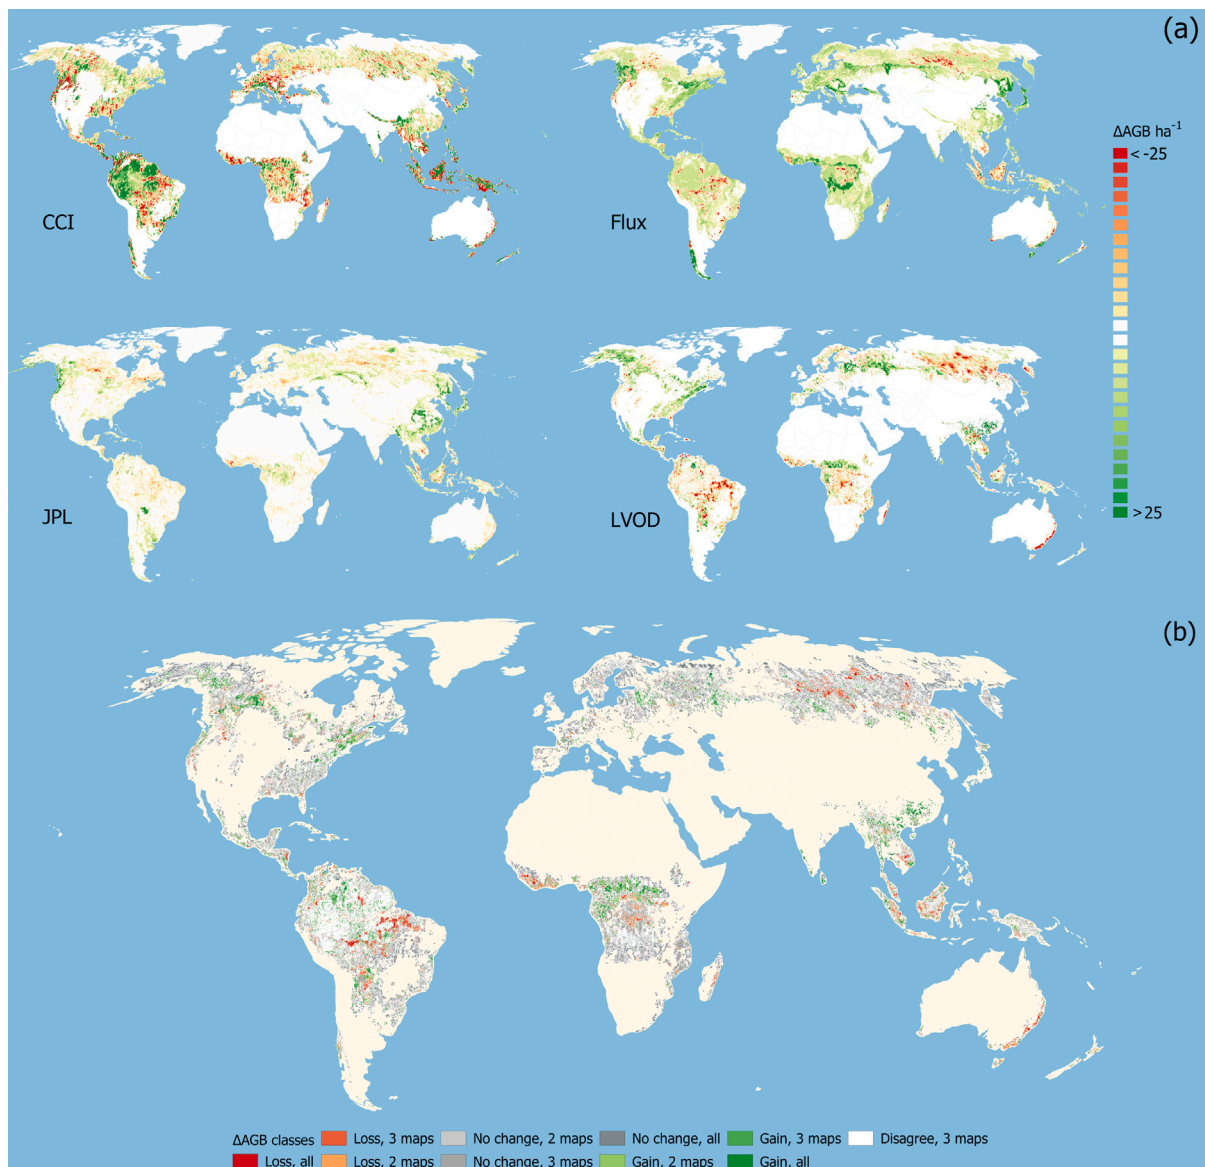 (a)
CCI
Flux
ΔAGB ha⁻¹
< -25
> 25
JPL
LVOD
(b)
ΔAGB classes
Loss, 3 maps
No change, 2 maps
No change, all
Gain, 3 maps
Disagree, 3 maps
Loss, all
Loss, 2 maps
No change, 3 maps
Gain, 2 maps
Gain, all